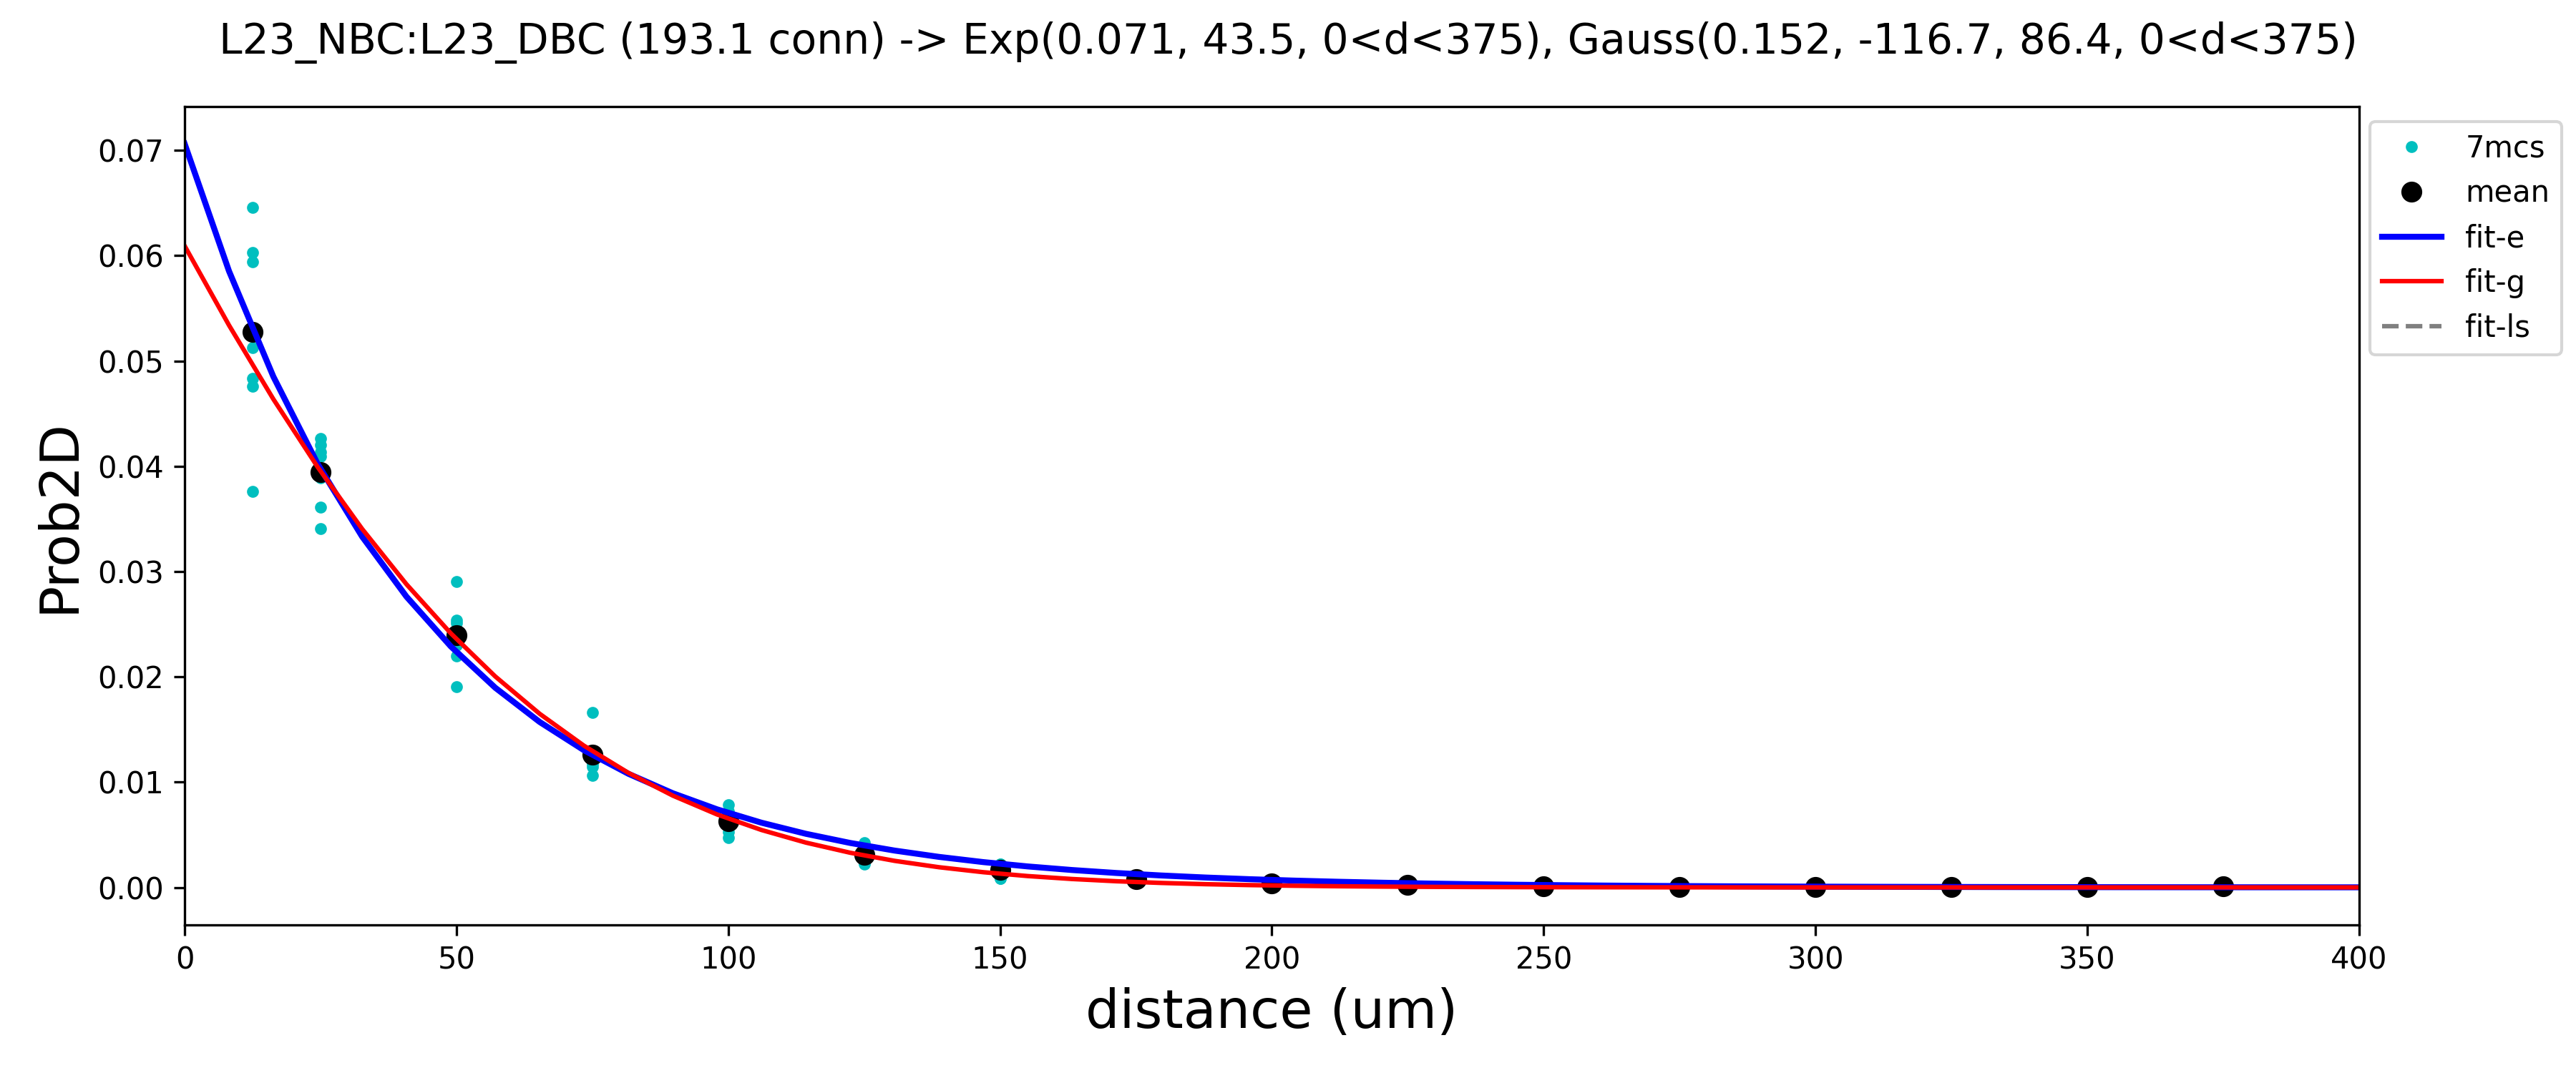 L23_NBC:L23_DBC (193.1 conn) -> Exp(0.071, 43.5, 0<d<375), Gauss(0.152, -116.7, 86.4, 0<d<375)
0.07
0.06
0.05
0.04
0.03
0.02
0.01
0.00
Prob2D
0 50 100 150 200 250 300 350 400
distance (um)
7mcs
mean
fit-e
fit-g
fit-ls